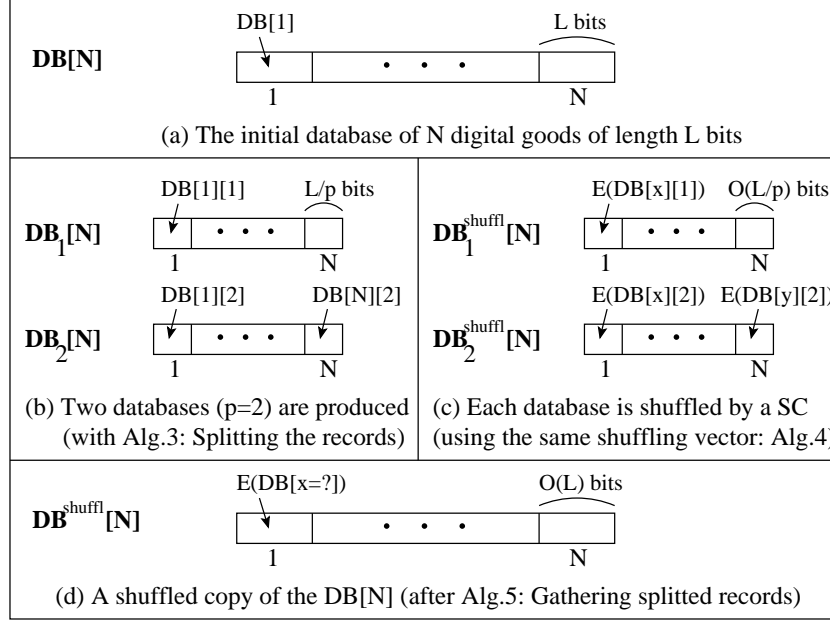 DB[1] L bits
DB[N] • • •
1 N
(a) The initial database of N digital goods of length L bits
DB[1][1] L/p bits
DB1[N] • • •
1 N
DB[1][2] DB[N][2]
DB2[N] • • •
1 N
(b) Two databases (p=2) are produced
(with Alg.3: Splitting the records)
E(DB[x][1]) O(L/p) bits
DB1shuffl[N] • • •
1 N
E(DB[x][2]) E(DB[y][2])
DB2shuffl[N] • • •
1 N
(c) Each database is shuffled by a SC
(using the same shuffling vector: Alg.4)
E(DB[x=?]) O(L) bits
DBshuffl[N] • • •
1 N
(d) A shuffled copy of the DB[N] (after Alg.5: Gathering splitted records)